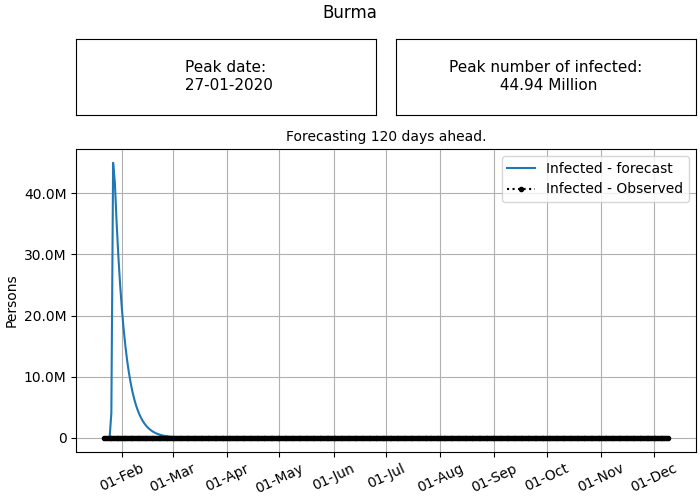 Burma
Peak date:
27-01-2020
Peak number of infected:
44.94 Million
Forecasting 120 days ahead.
Infected - forecast
Infected - Observed
Persons
40.0M
30.0M
20.0M
10.0M
0
01-Feb
01-Mar
01-Apr
01-May
01-Jun
01-Jul
01-Aug
01-Sep
01-Oct
01-Nov
01-Dec